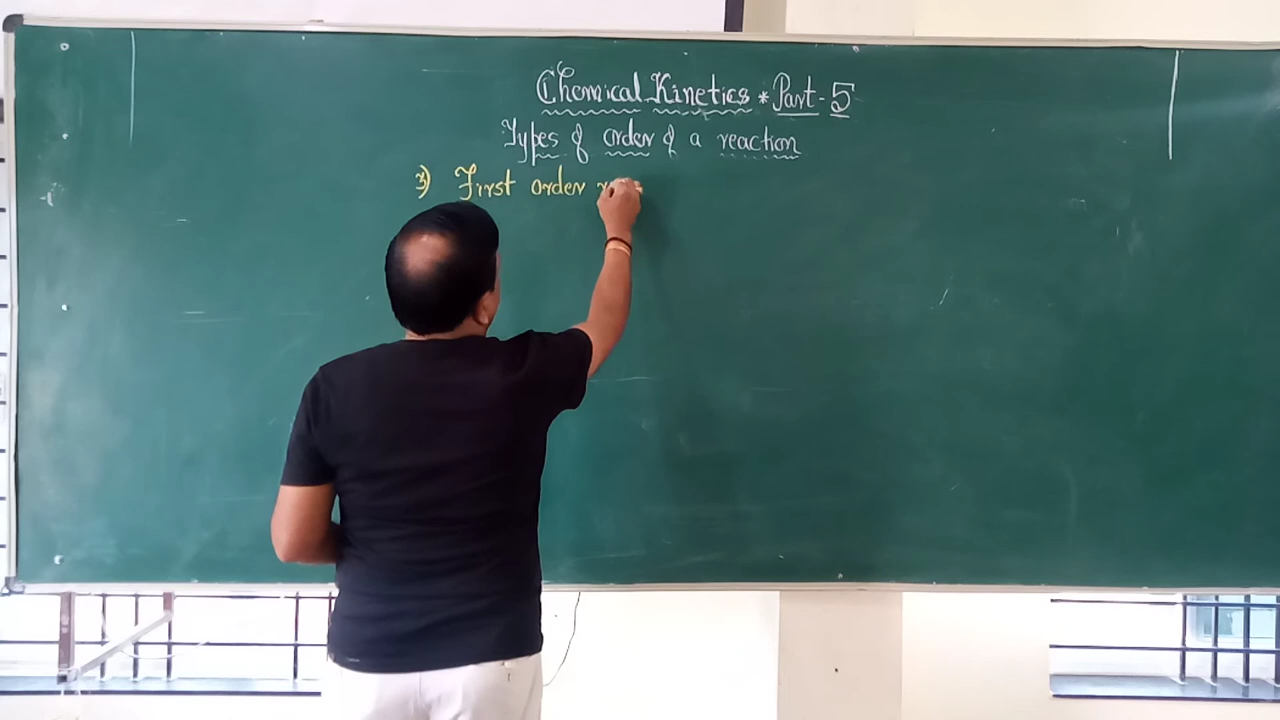 Chemical Kinetics * Part-5
Types of order of a reaction
3) First order